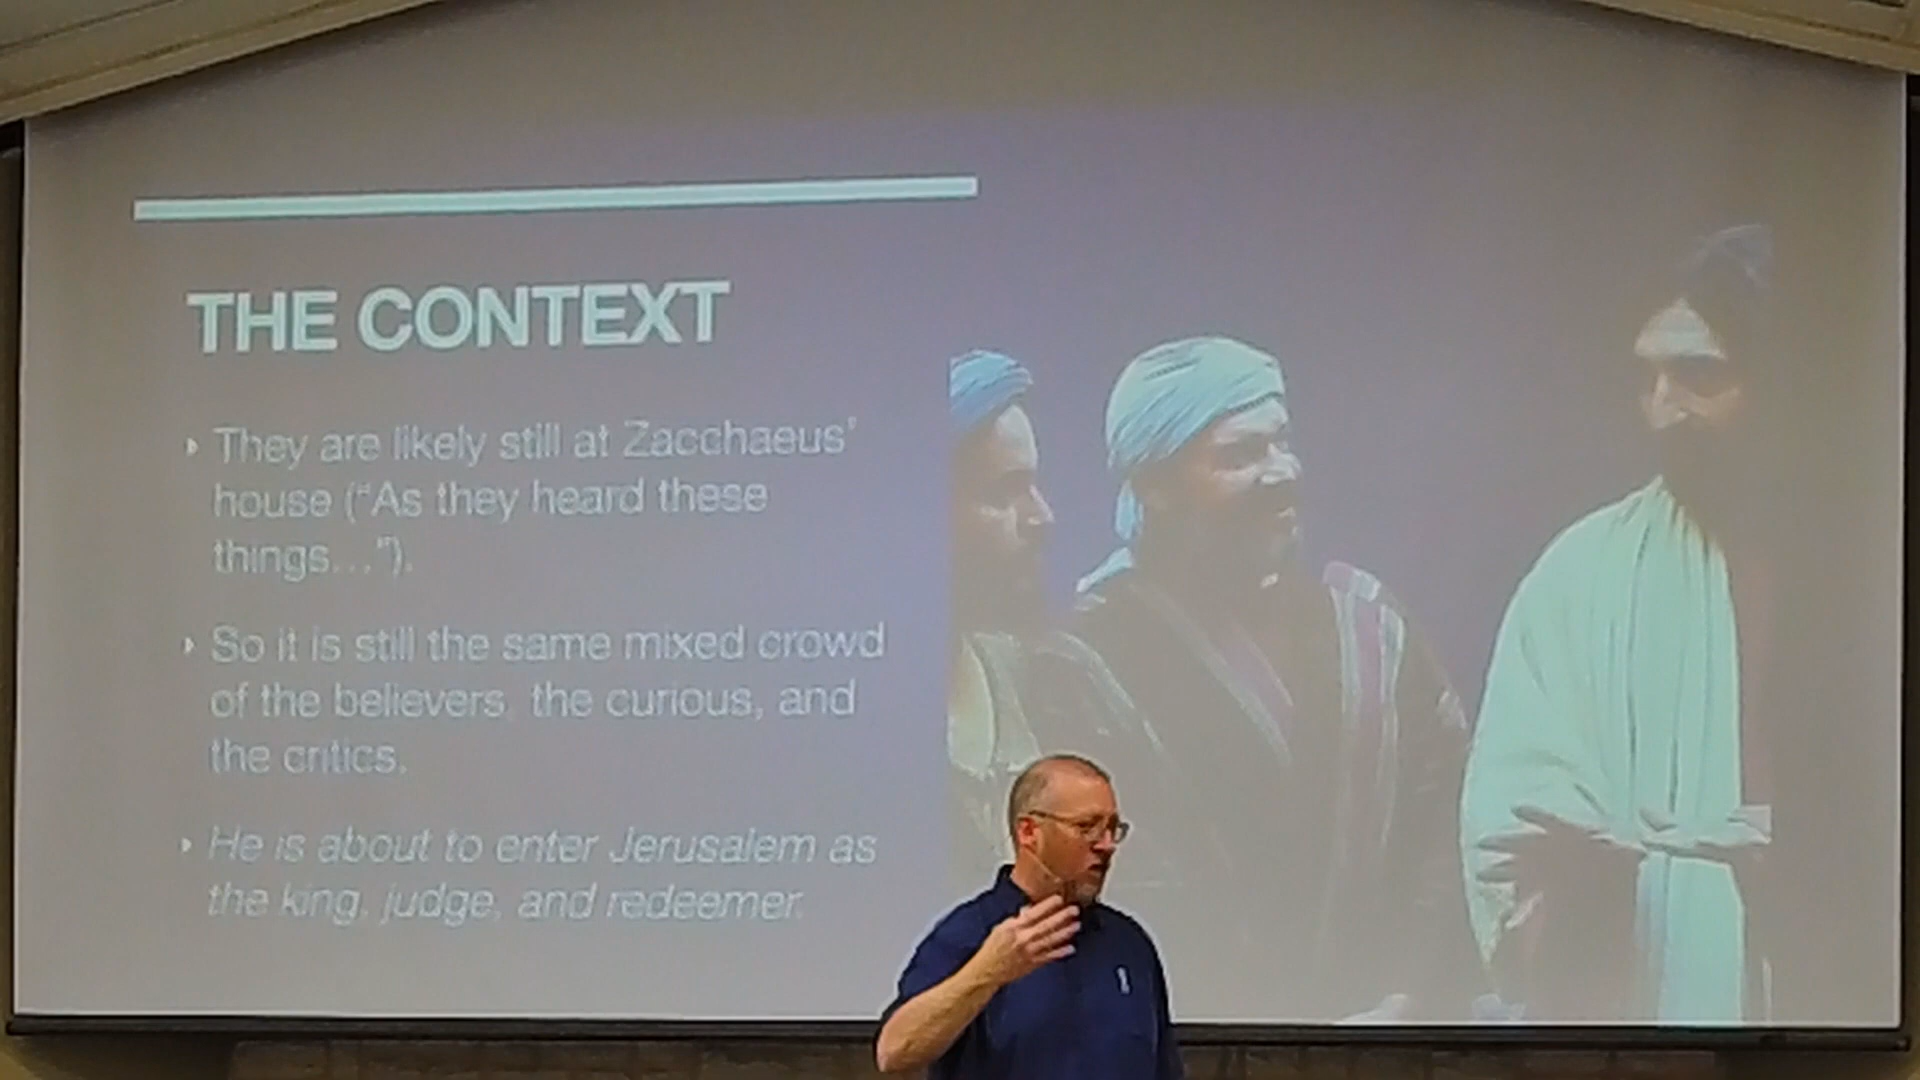 THE CONTEXT
‣ They are likely still at Zacchaeus'
house (“As they heard these
things…”).
‣ So it is still the same mixed crowd
of the believers, the curious, and
the critics.
‣ He is about to enter Jerusalem as
the king, judge, and redeemer.